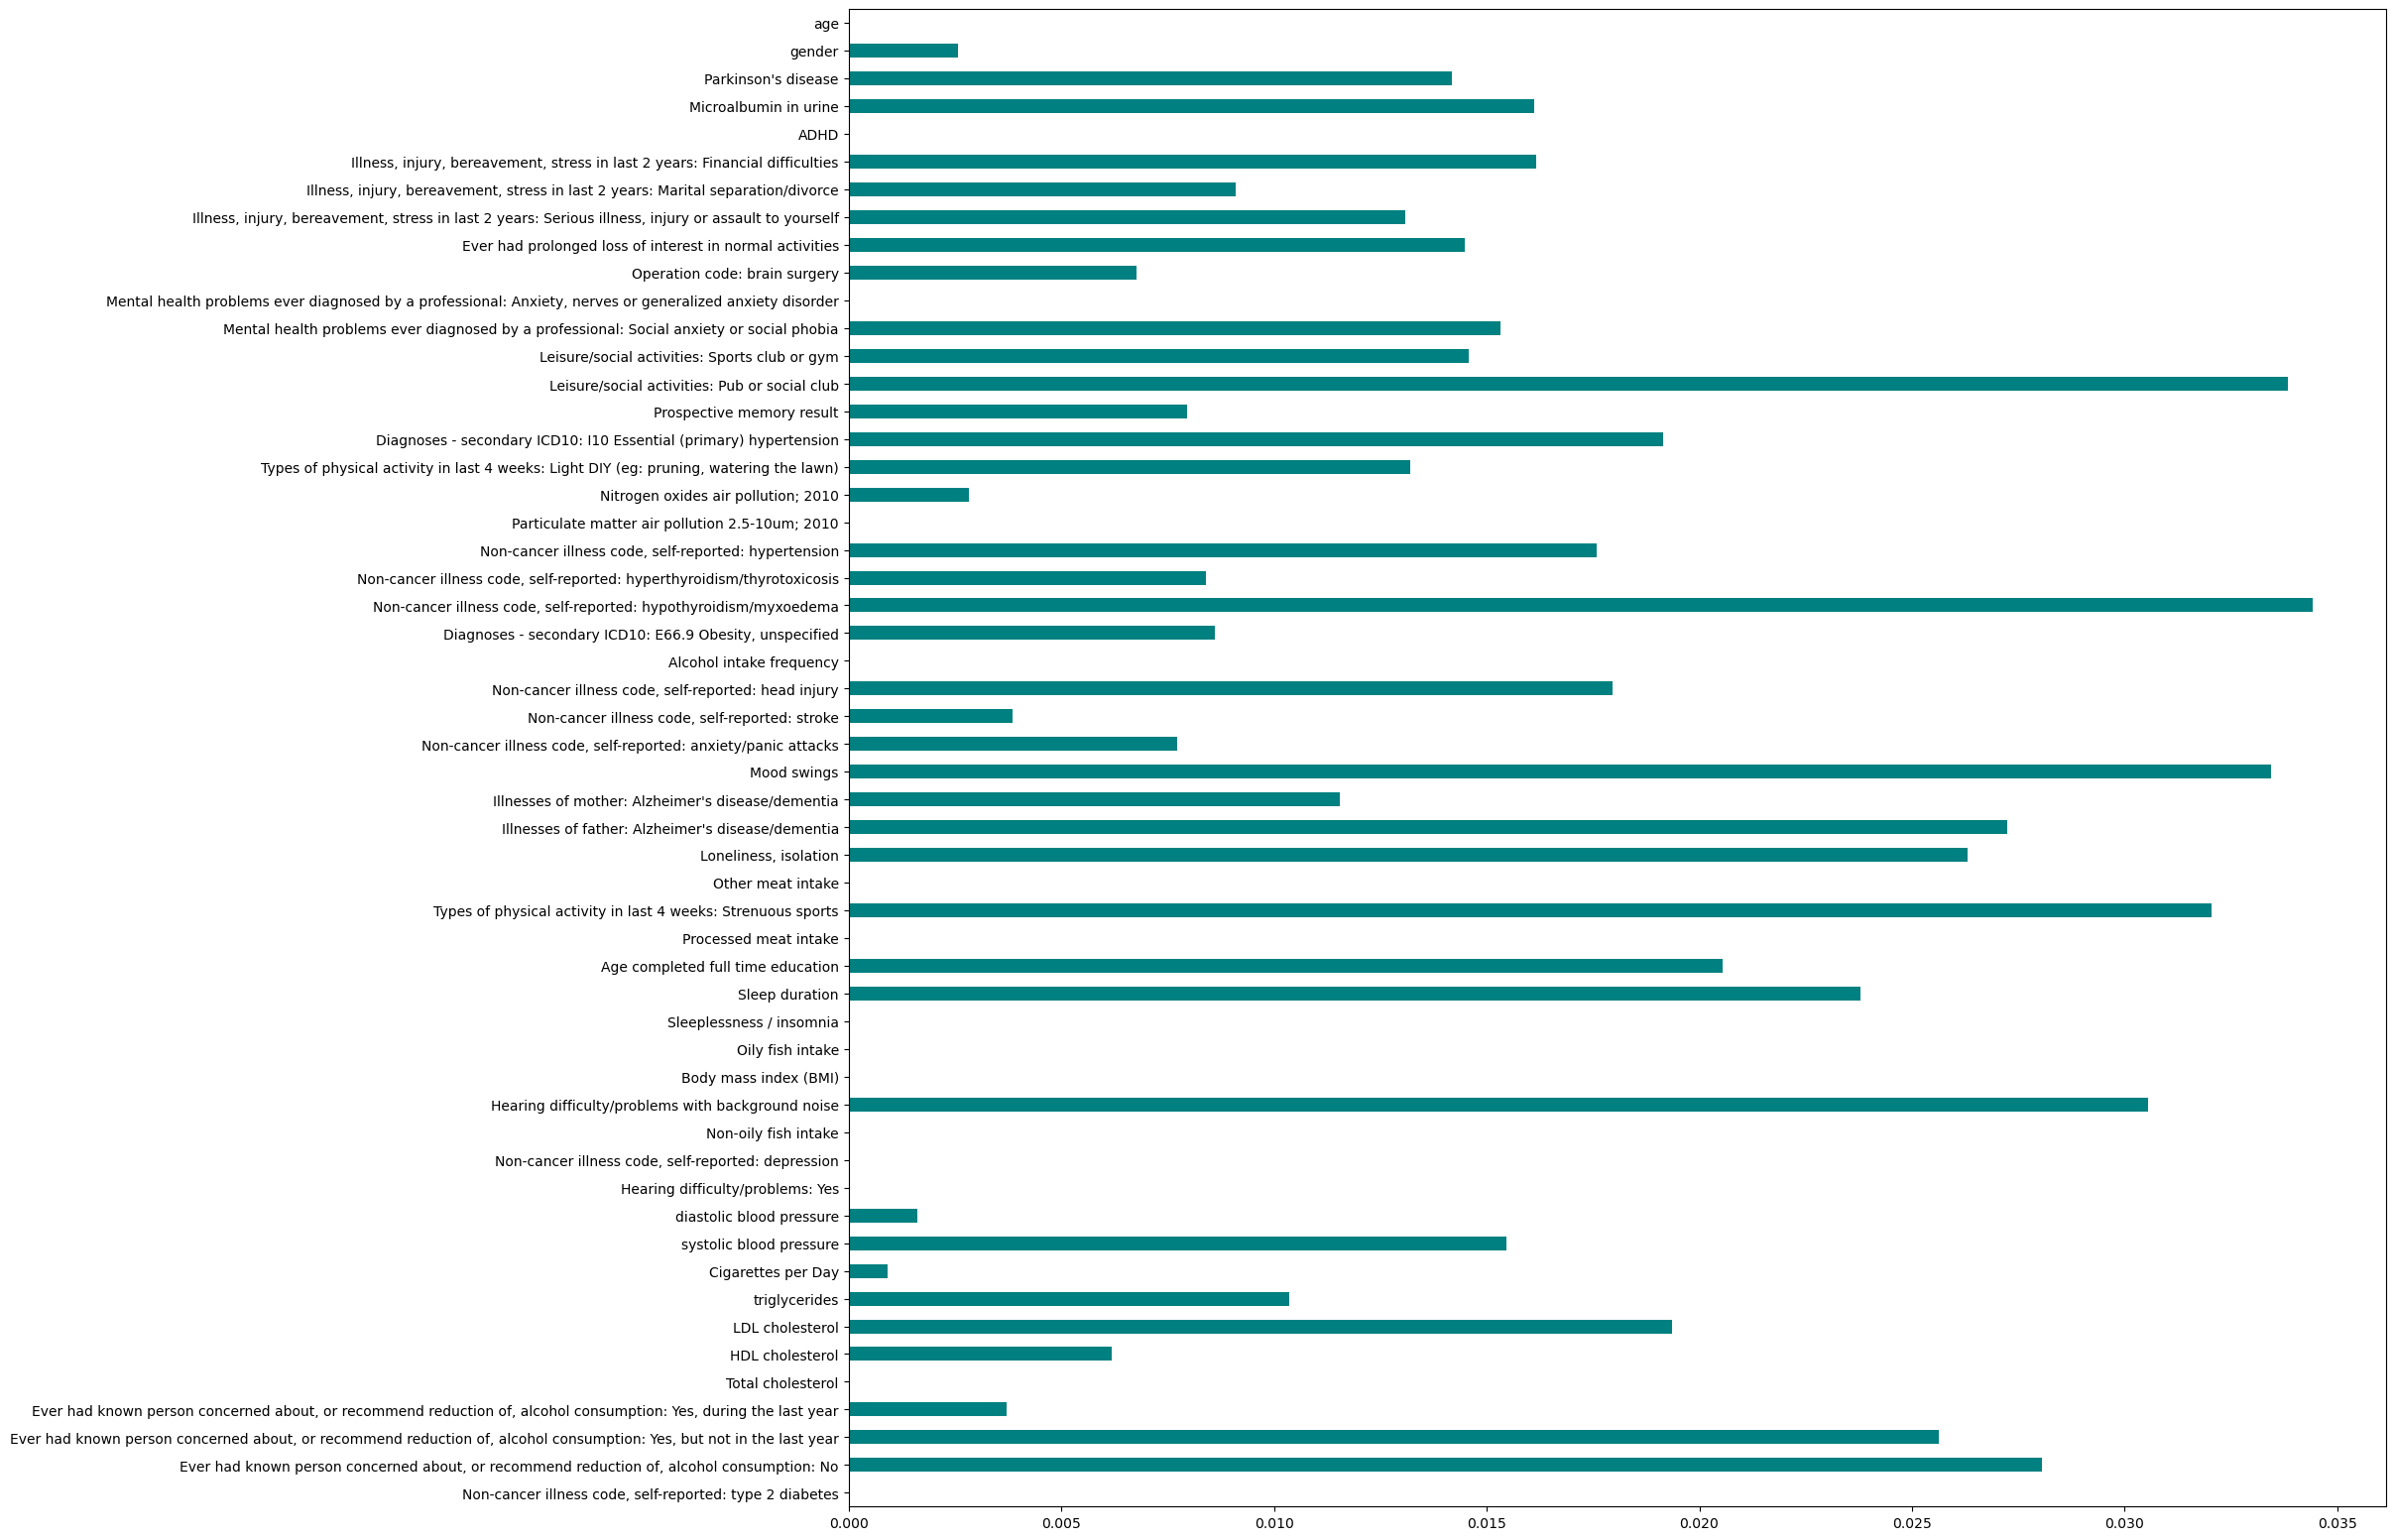 age
gender
Parkinson's disease
Microalbumin in urine
ADHD
Illness, injury, bereavement, stress in last 2 years: Financial difficulties
Illness, injury, bereavement, stress in last 2 years: Marital separation/divorce
Illness, injury, bereavement, stress in last 2 years: Serious illness, injury or assault to yourself
Ever had prolonged loss of interest in normal activities
Operation code: brain surgery
Mental health problems ever diagnosed by a professional: Anxiety, nerves or generalized anxiety disorder
Mental health problems ever diagnosed by a professional: Social anxiety or social phobia
Leisure/social activities: Sports club or gym
Leisure/social activities: Pub or social club
Prospective memory result
Diagnoses - secondary ICD10: I10 Essential (primary) hypertension
Types of physical activity in last 4 weeks: Light DIY (eg: pruning, watering the lawn)
Nitrogen oxides air pollution; 2010
Particulate matter air pollution 2.5-10um; 2010
Non-cancer illness code, self-reported: hypertension
Non-cancer illness code, self-reported: hyperthyroidism/thyrotoxicosis
Non-cancer illness code, self-reported: hypothyroidism/myxoedema
Diagnoses - secondary ICD10: E66.9 Obesity, unspecified
Alcohol intake frequency
Non-cancer illness code, self-reported: head injury
Non-cancer illness code, self-reported: stroke
Non-cancer illness code, self-reported: anxiety/panic attacks
Mood swings
Illnesses of mother: Alzheimer's disease/dementia
Illnesses of father: Alzheimer's disease/dementia
Loneliness, isolation
Other meat intake
Types of physical activity in last 4 weeks: Strenuous sports
Processed meat intake
Age completed full time education
Sleep duration
Sleeplessness / insomnia
Oily fish intake
Body mass index (BMI)
Hearing difficulty/problems with background noise
Non-oily fish intake
Non-cancer illness code, self-reported: depression
Hearing difficulty/problems: Yes
diastolic blood pressure
systolic blood pressure
Cigarettes per Day
triglycerides
LDL cholesterol
HDL cholesterol
Total cholesterol
Ever had known person concerned about, or recommend reduction of, alcohol consumption: Yes, during the last year
Ever had known person concerned about, or recommend reduction of, alcohol consumption: Yes, but not in the last year
Ever had known person concerned about, or recommend reduction of, alcohol consumption: No
Non-cancer illness code, self-reported: type 2 diabetes
0.000 0.005 0.010 0.015 0.020 0.025 0.030 0.035